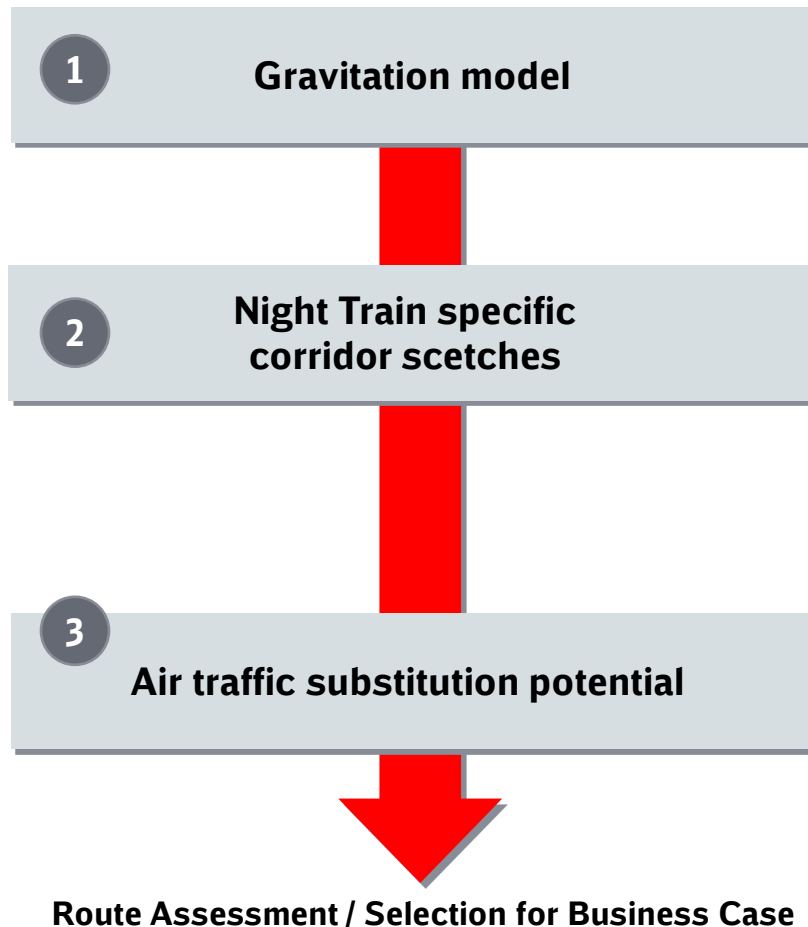 1
Gravitation model
2
Night Train specific
corridor scetches
3
Air traffic substitution potential
Route Assessment / Selection for Business Case